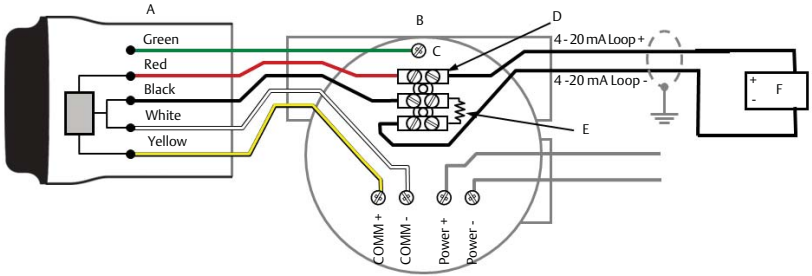 A
B
D
Green
C
4-20 mA Loop +
Red
Black
4-20 mA Loop -
+
F
-
White
E
Yellow
COMM +
COMM -
Power +
Power -